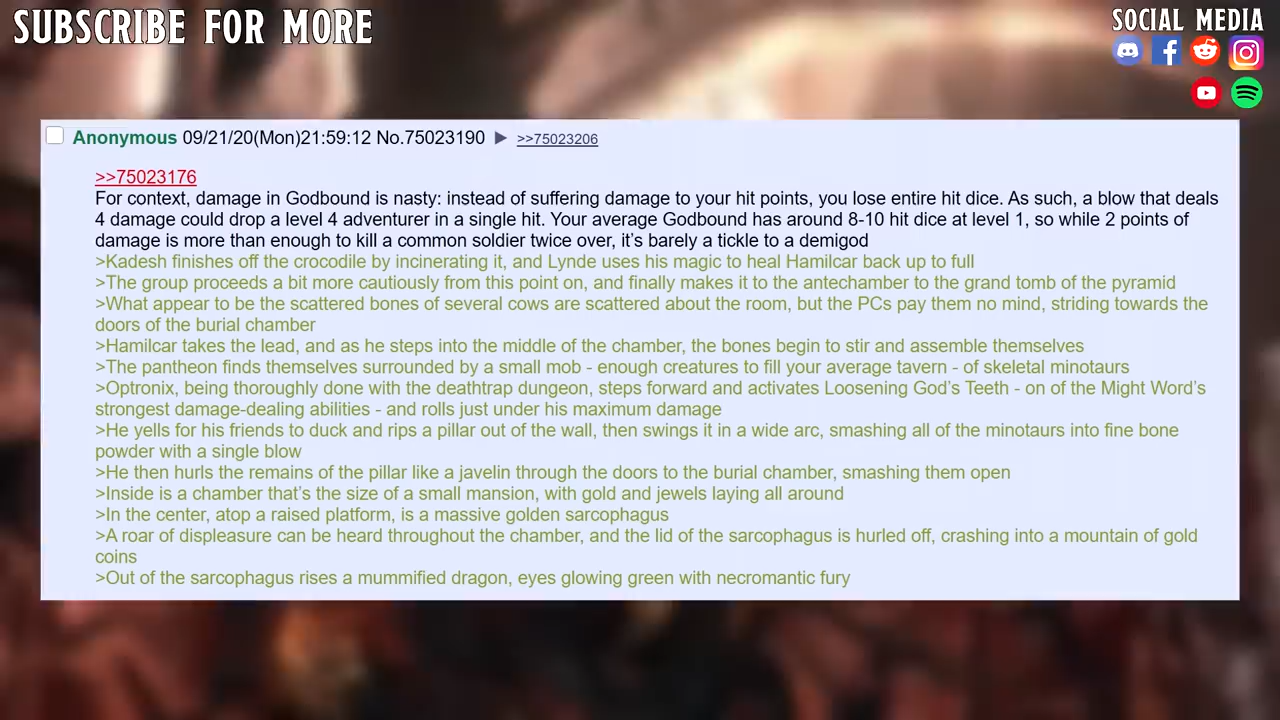 SUBSCRIBE FOR MORE
SOCIAL MEDIA
Anonymous 09/21/20(Mon)21:59:12 No.75023190 ▶ >>75023206
>>75023176
For context, damage in Godbound is nasty: instead of suffering damage to your hit points, you lose entire hit dice. As such, a blow that deals
4 damage could drop a level 4 adventurer in a single hit. Your average Godbound has around 8-10 hit dice at level 1, so while 2 points of
damage is more than enough to kill a common soldier twice over, it's barely a tickle to a demigod
>Kadesh finishes off the crocodile by incinerating it, and Lynde uses his magic to heal Hamilcar back up to full
>The group proceeds a bit more cautiously from this point on, and finally makes it to the antechamber to the grand tomb of the pyramid
>What appear to be the scattered bones of several cows are scattered about the room, but the PCs pay them no mind, striding towards the
doors of the burial chamber
>Hamilcar takes the lead, and as he steps into the middle of the chamber, the bones begin to stir and assemble themselves
>The pantheon finds themselves surrounded by a small mob - enough creatures to fill your average tavern - of skeletal minotaurs
>Optronix, being thoroughly done with the deathtrap dungeon, steps forward and activates Loosening God's Teeth - on of the Might Word's
strongest damage-dealing abilities - and rolls just under his maximum damage
>He yells for his friends to duck and rips a pillar out of the wall, then swings it in a wide arc, smashing all of the minotaurs into fine bone
powder with a single blow
>He then hurls the remains of the pillar like a javelin through the doors to the burial chamber, smashing them open
>Inside is a chamber that's the size of a small mansion, with gold and jewels laying all around
>In the center, atop a raised platform, is a massive golden sarcophagus
>A roar of displeasure can be heard throughout the chamber, and the lid of the sarcophagus is hurled off, crashing into a mountain of gold
coins
>Out of the sarcophagus rises a mummified dragon, eyes glowing green with necromantic fury